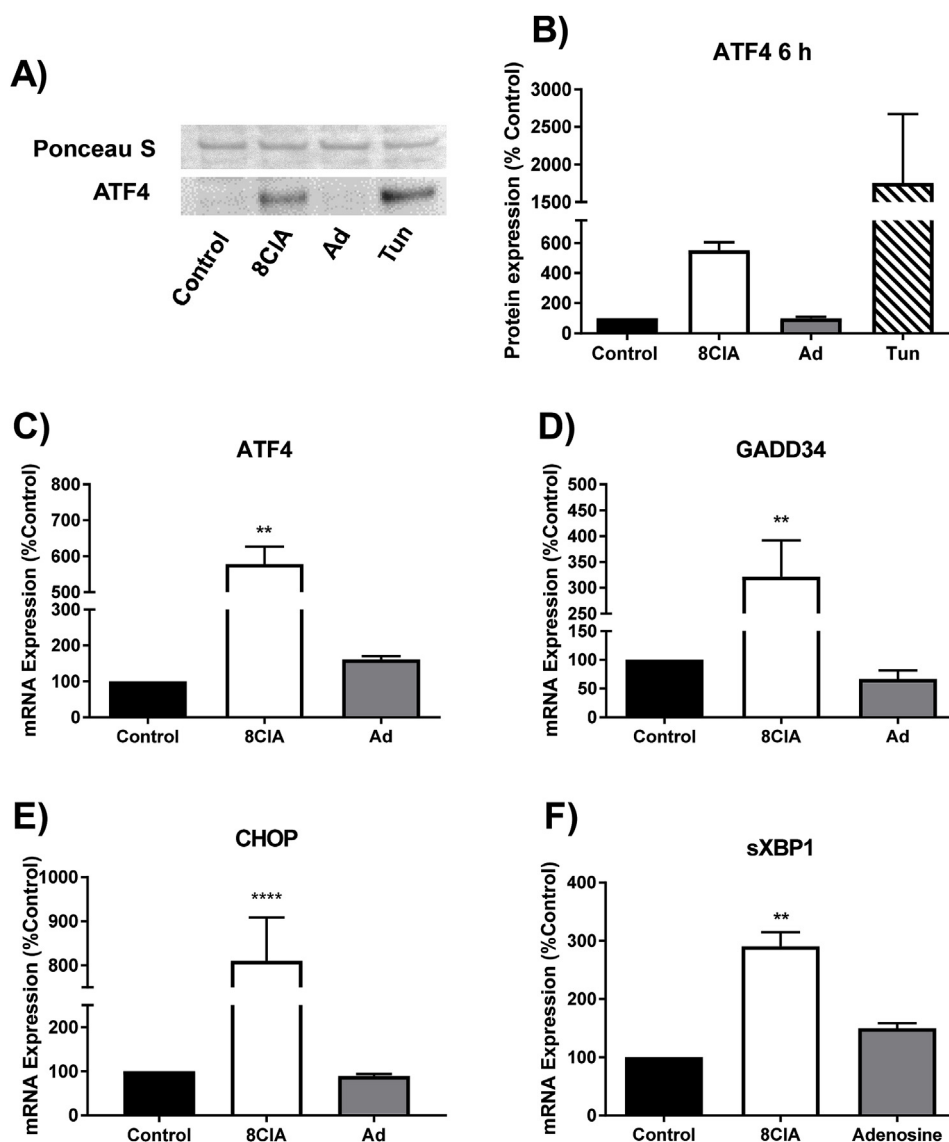 A)
Ponceau S
ATF4
Control
8ClA
Ad
Tun
B)
ATF4 6 h
Protein expression (% Control)
3000
2500
2000
1500
600
400
200
0
Control 8ClA Ad Tun
C)
ATF4
mRNA Expression (%Control)
800
700
600
500
300
200
100
0
**
Control 8ClA Ad
D)
GADD34
mRNA Expression (%Control)
500
450
400
350
300
250
150
100
50
0
**
Control 8ClA Ad
E)
CHOP
mRNA Expression (%Control)
1000
900
800
200
100
0
****
Control 8ClA Ad
F)
sXBP1
mRNA Expression (%Control)
400
300
200
100
0
**
Control 8ClA Adenosine